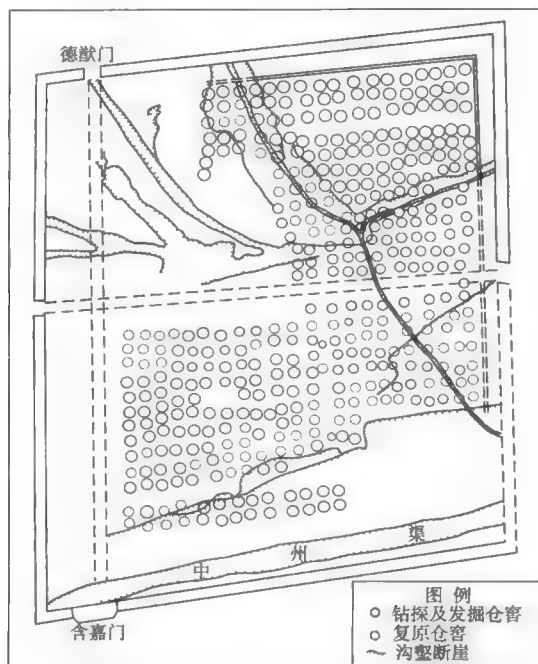 德猷门
中州渠
含嘉门
图例
钻探及发掘仓窖
复原仓窖
沟壑断崖